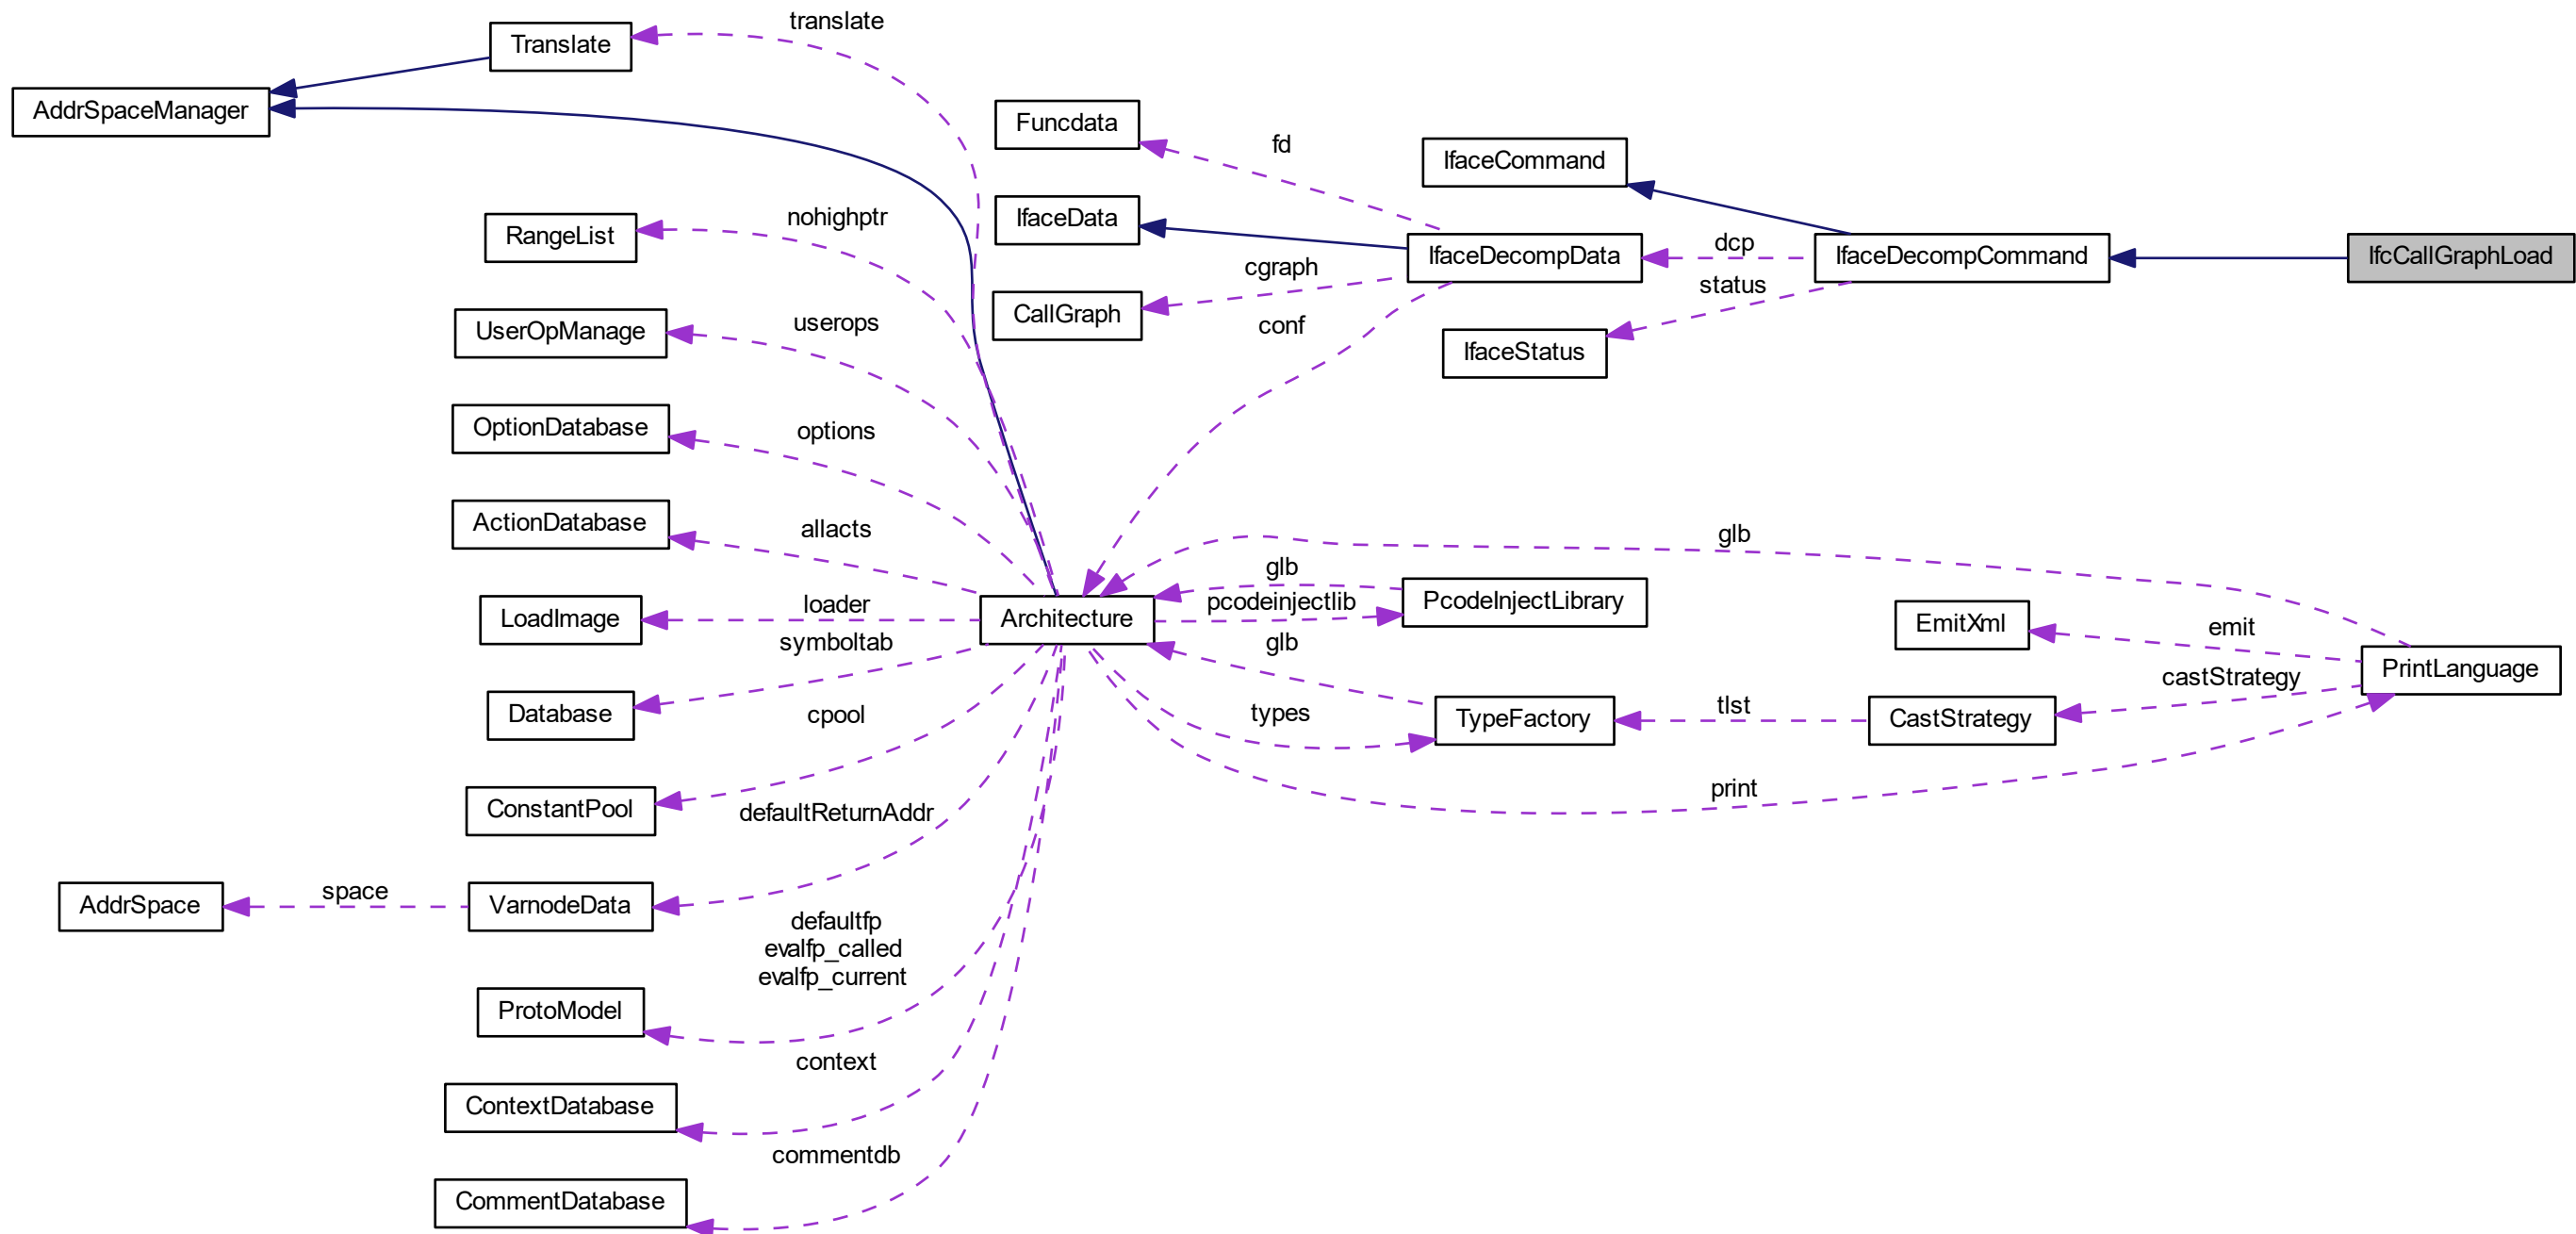 translate
Translate
AddrSpaceManager
Funcdata
fd
IfaceCommand
nohighptr
RangeList
IfaceData
IfaceDecompData
dcp
IfaceDecompCommand
IfcCallGraphLoad
cgraph
status
CallGraph
userops
UserOpManage
conf
IfaceStatus
options
OptionDatabase
allacts
ActionDatabase
glb
glb
loader
pcodeinjectlib
PcodeInjectLibrary
LoadImage
Architecture
EmitXml
emit
symboltab
glb
PrintLanguage
castStrategy
Database
cpool
types
TypeFactory
tlst
CastStrategy
print
ConstantPool
defaultReturnAddr
AddrSpace
space
VarnodeData
defaultfp
evalfp_called
evalfp_current
ProtoModel
context
ContextDatabase
commentdb
CommentDatabase